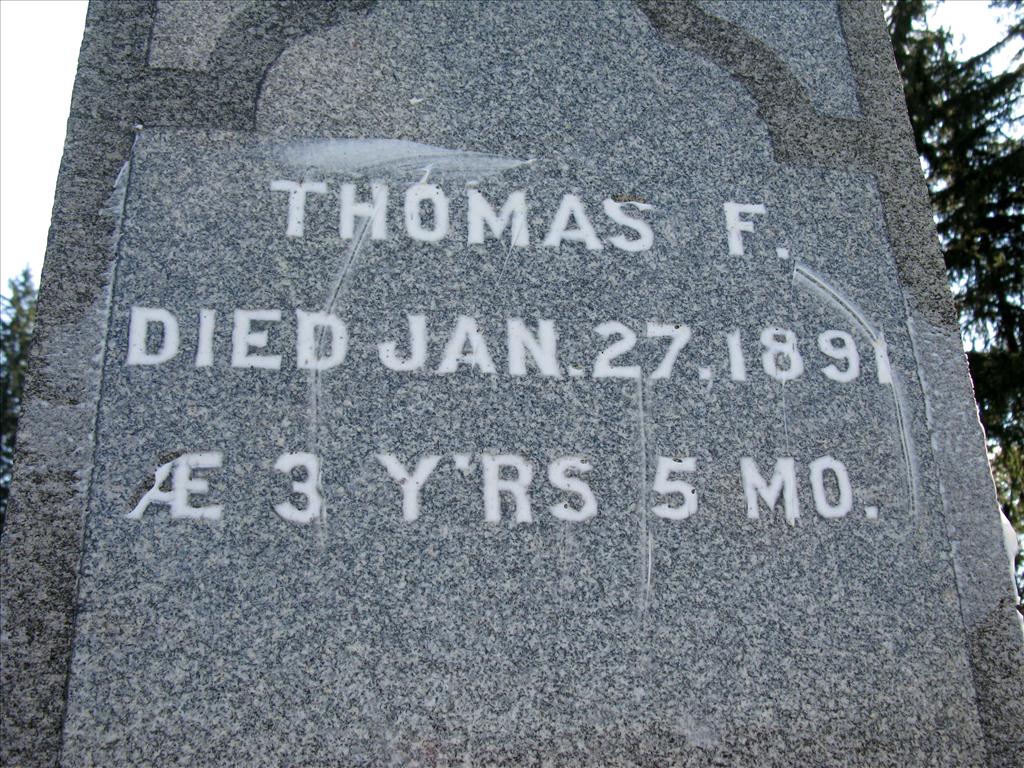 THOMAS F.
DIED JAN. 27, 1891
Æ 3 Y'RS 5 MO.